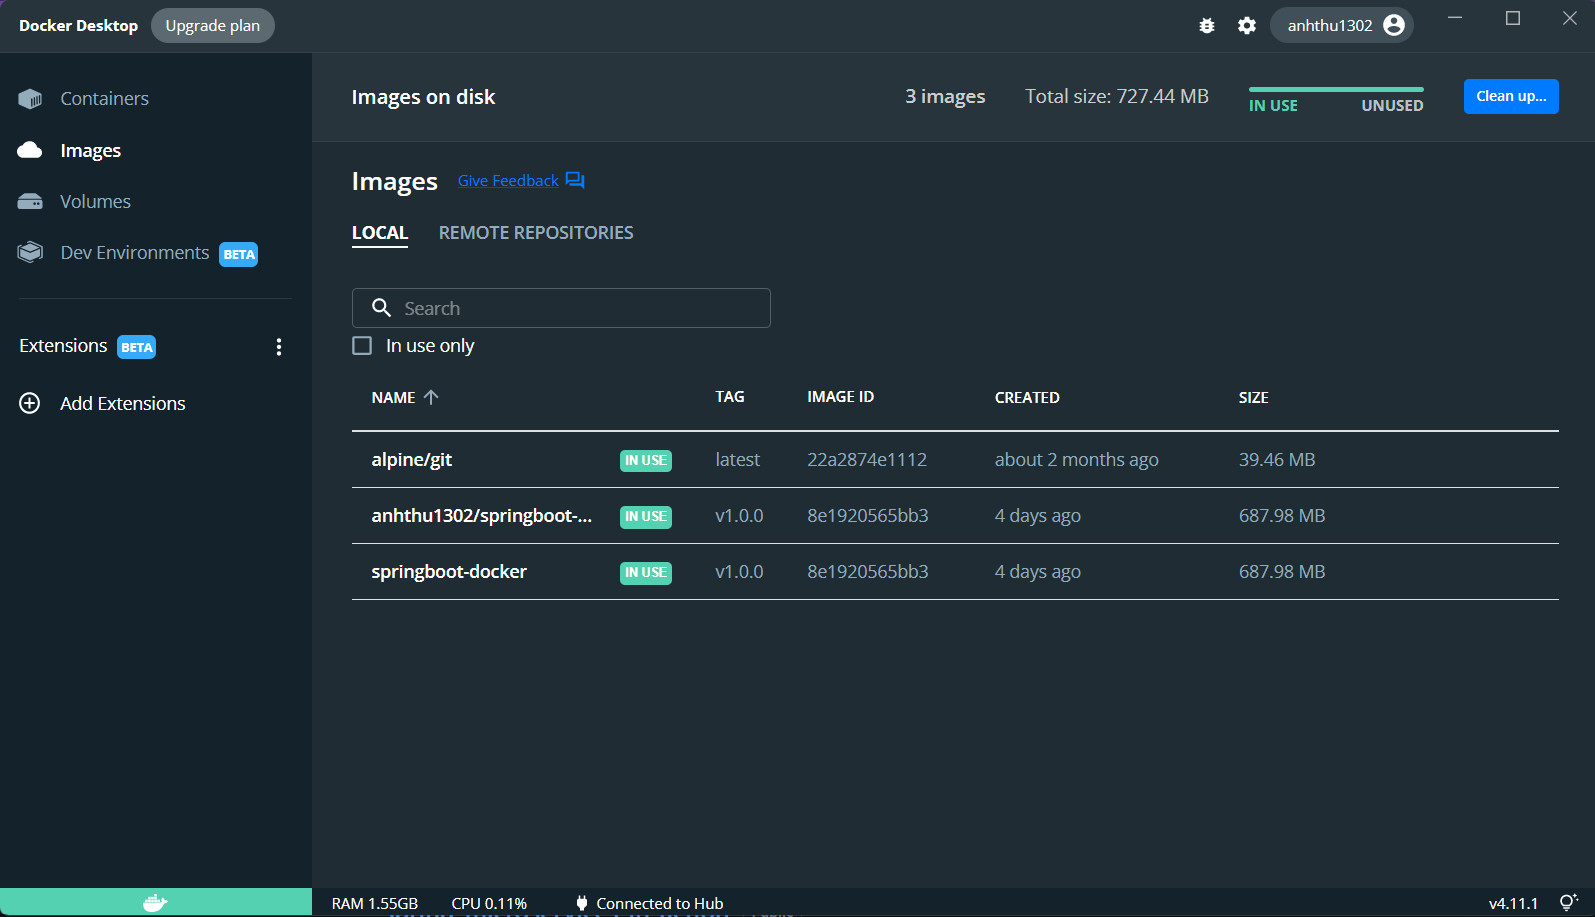 Docker Desktop Upgrade plan anhthu1302
Containers
Images
Volumes
Dev Environments BETA
Extensions BETA
Add Extensions
Images on disk 3 images Total size: 727.44 MB IN USE UNUSED Clean up...
Images Give Feedback
LOCAL REMOTE REPOSITORIES
Search
In use only
NAME TAG IMAGE ID CREATED SIZE
alpine/git IN USE latest 22a2874e1112 about 2 months ago 39.46 MB
anhthu1302/springboot-... IN USE v1.0.0 8e1920565bb3 4 days ago 687.98 MB
springboot-docker IN USE v1.0.0 8e1920565bb3 4 days ago 687.98 MB
RAM 1.55GB CPU 0.11% Connected to Hub v4.11.1